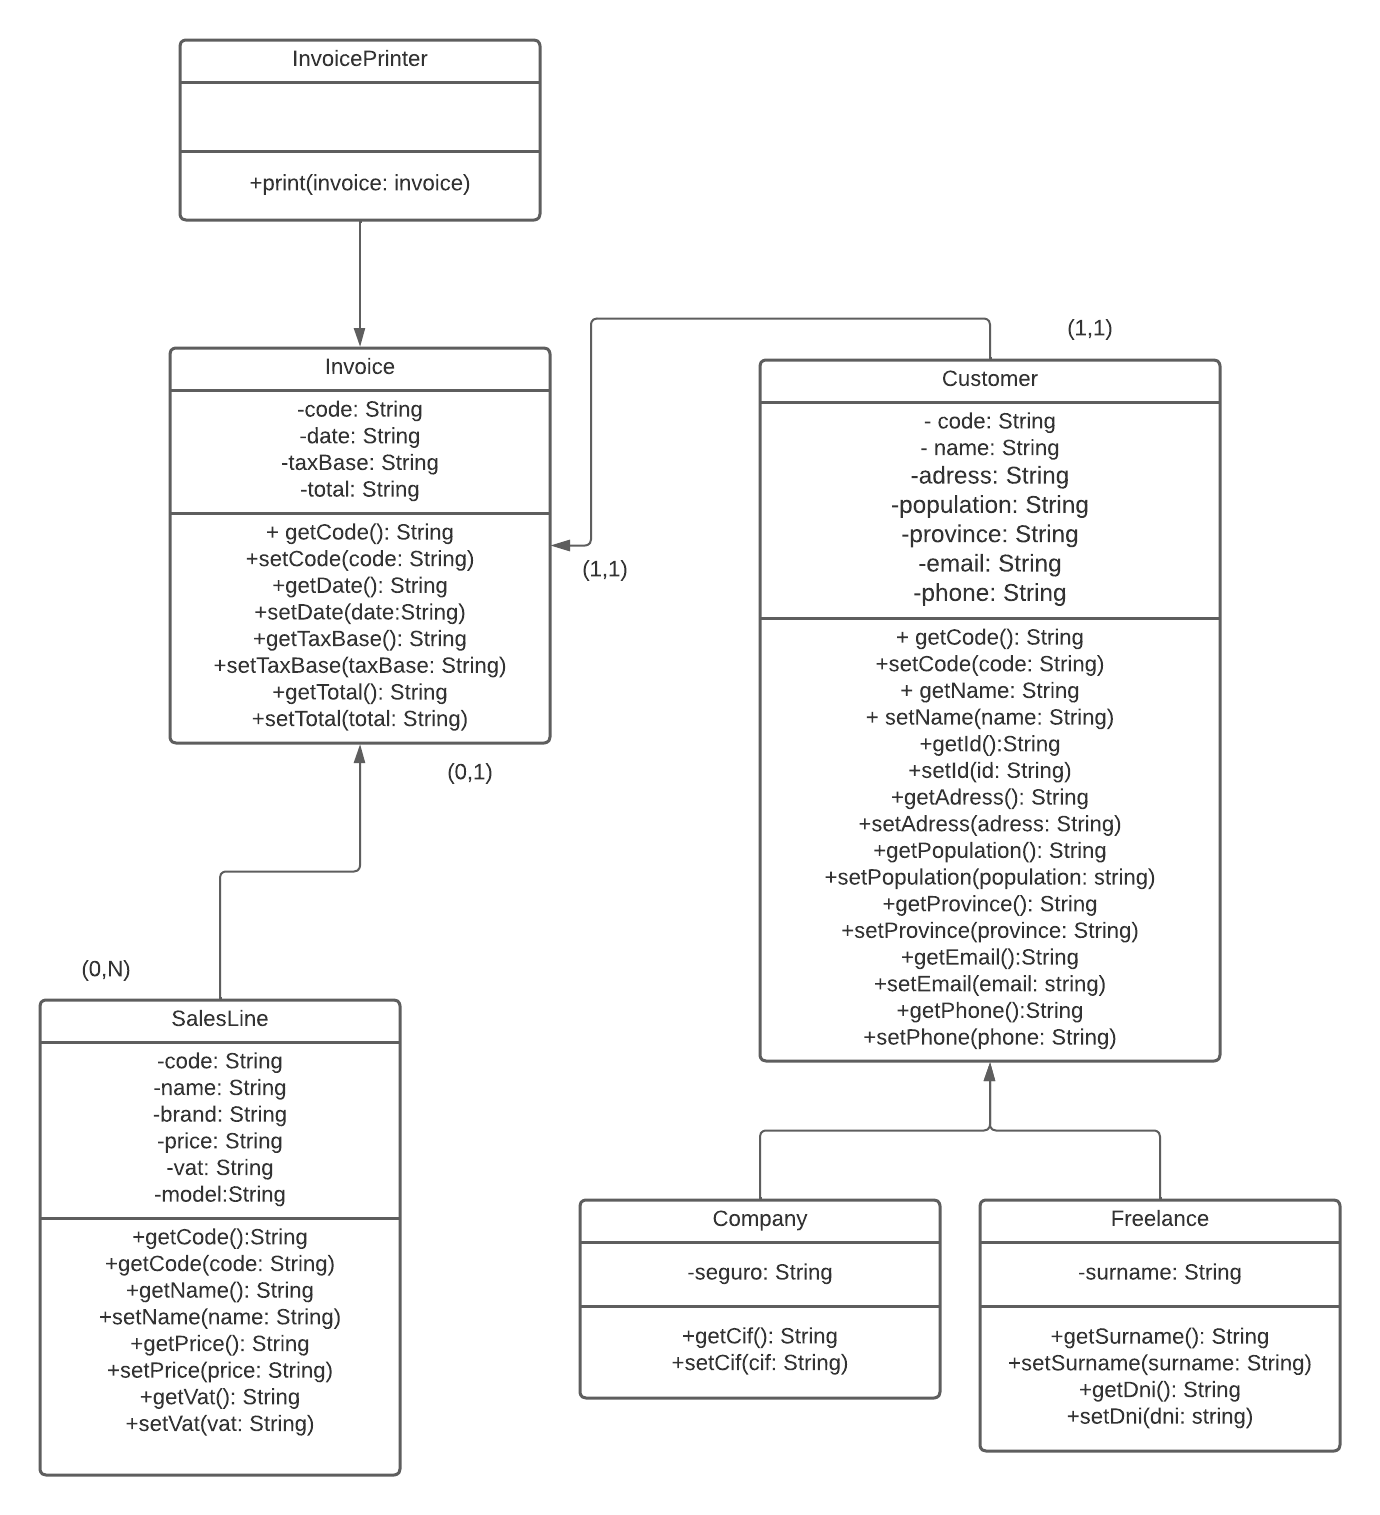 InvoicePrinter
+print(invoice: invoice)
Invoice
-code: String
-date: String
-taxBase: String
-total: String
+ getCode(): String
+setCode(code: String)
+getDate(): String
+setDate(date:String)
+getTaxBase(): String
+setTaxBase(taxBase: String)
+getTotal(): String
+setTotal(total: String)
(1,1)
(1,1)
Customer
- code: String
- name: String
-adress: String
-population: String
-province: String
-email: String
-phone: String
+ getCode(): String
+setCode(code: String)
+ getName: String
+ setName(name: String)
+getId():String
+setId(id: String)
+getAdress(): String
+setAdress(adress: String)
+getPopulation(): String
+setPopulation(population: string)
+getProvince(): String
+setProvince(province: String)
+getEmail():String
+setEmail(email: string)
+getPhone():String
+setPhone(phone: String)
(0,1)
(0,N)
SalesLine
-code: String
-name: String
-brand: String
-price: String
-vat: String
-model:String
+getCode():String
+getCode(code: String)
+getName(): String
+setName(name: String)
+getPrice(): String
+setPrice(price: String)
+getVat(): String
+setVat(vat: String)
Company
-seguro: String
+getCif(): String
+setCif(cif: String)
Freelance
-surname: String
+getSurname(): String
+setSurname(surname: String)
+getDni(): String
+setDni(dni: string)